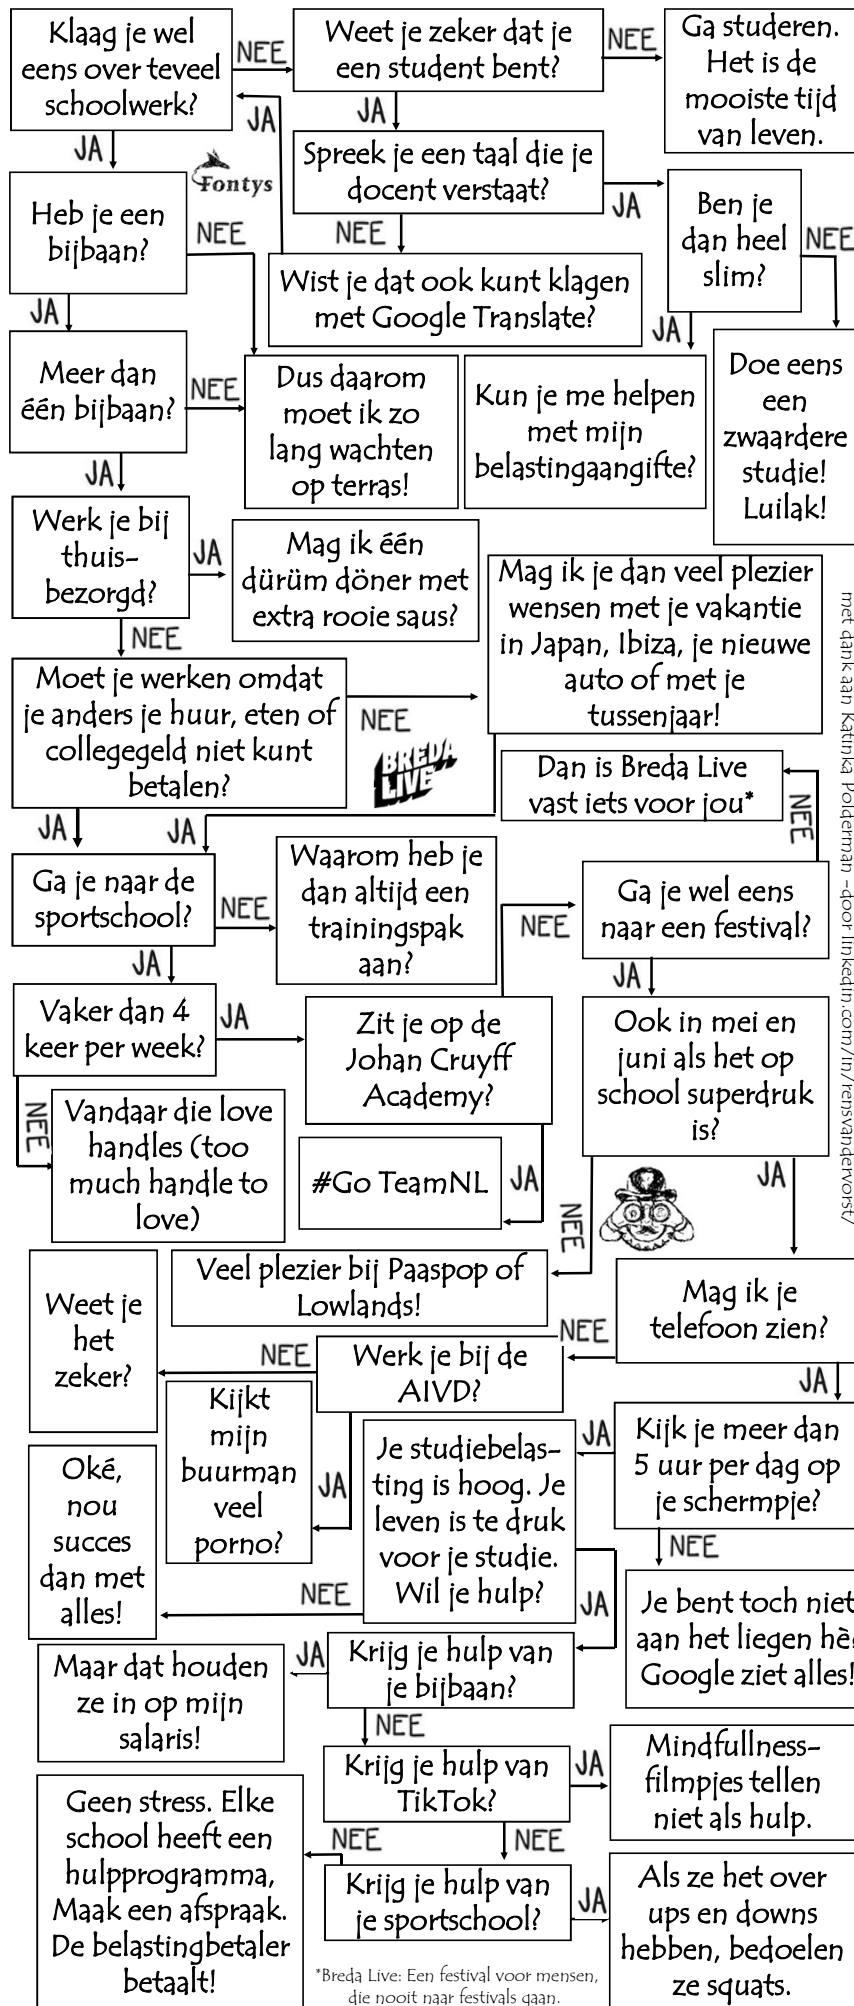 Klaag je wel
eens over teveel
schoolwerk?
NEE
Weet je zeker dat je
een student bent?
NEE
Ga studeren.
Het is de
mooiste tijd
van leven.
JA
JA
JA
Fontys
Spreek je een taal die je
docent verstaat?
JA
NEE
Ben je
dan heel
slim?
NEE
JA
Heb je een
bijbaan?
NEE
JA
Wist je dat ook kunt klagen
met Google Translate?
Meer dan
één bijbaan?
NEE
JA
Dus daarom
moet ik zo
lang wachten
op terras!
Kun je me helpen
met mijn
belastingaangifte?
Doe eens
een
zwaardere
studie!
Luilak!
Werk je bij
thuis-
bezorgd?
JA
NEE
Mag ik één
dürüm döner met
extra rooie saus?
Mag ik je dan veel plezier
wensen met je vakantie
in Japan, Ibiza, je nieuwe
auto of met je
tussenjaar!
Moet je werken omdat
je anders je huur, eten of
collegegeld niet kunt
betalen?
NEE
BREDA
LIVE
JA
JA
Dan is Breda Live
vast iets voor jou*
NEE
met dank aan Katinka Polderman -door linkedin.com/in/rensvandervorst/
Ga je naar de
sportschool?
NEE
JA
Waarom heb je
dan altijd een
trainingspak
aan?
NEE
Ga je wel eens
naar een festival?
JA
Vaker dan 4
keer per week?
JA
NEE
Zit je op de
Johan Cruyff
Academy?
JA
Ook in mei en
juni als het op
school superdruk
is?
JA
NEE
Vandaar die love
handles (too
much handle to
love)
#Go TeamNL
Veel plezier bij Paaspop of
Lowlands!
Mag ik je
telefoon zien?
NEE
JA
Weet je
het
zeker?
NEE
Werk je bij de
AIVD?
JA
Kijkt
mijn
buurman
veel
porno?
Kijk je meer dan
5 uur per dag op
je schermpje?
JA
NEE
Je studiebelas-
ting is hoog. Je
leven is te druk
voor je studie.
Wil je hulp?
NEE
JA
Oké,
nou
succes
dan met
alles!
Je bent toch niet
aan het liegen hè,
Google ziet alles!
Krijg je hulp van
je bijbaan?
JA
NEE
Maar dat houden
ze in op mijn
salaris!
Krijg je hulp van
TikTok?
JA
NEE
Mindfullness-
filmpjes tellen
niet als hulp.
Krijg je hulp van
je sportschool?
NEE
JA
Geen stress. Elke
school heeft een
hulpprogramma,
Maak een afspraak.
De belastingbetaler
betaalt!
Als ze het over
ups en downs
hebben, bedoelen
ze squats.
*Breda Live: Een festival voor mensen,
die nooit naar festivals gaan.